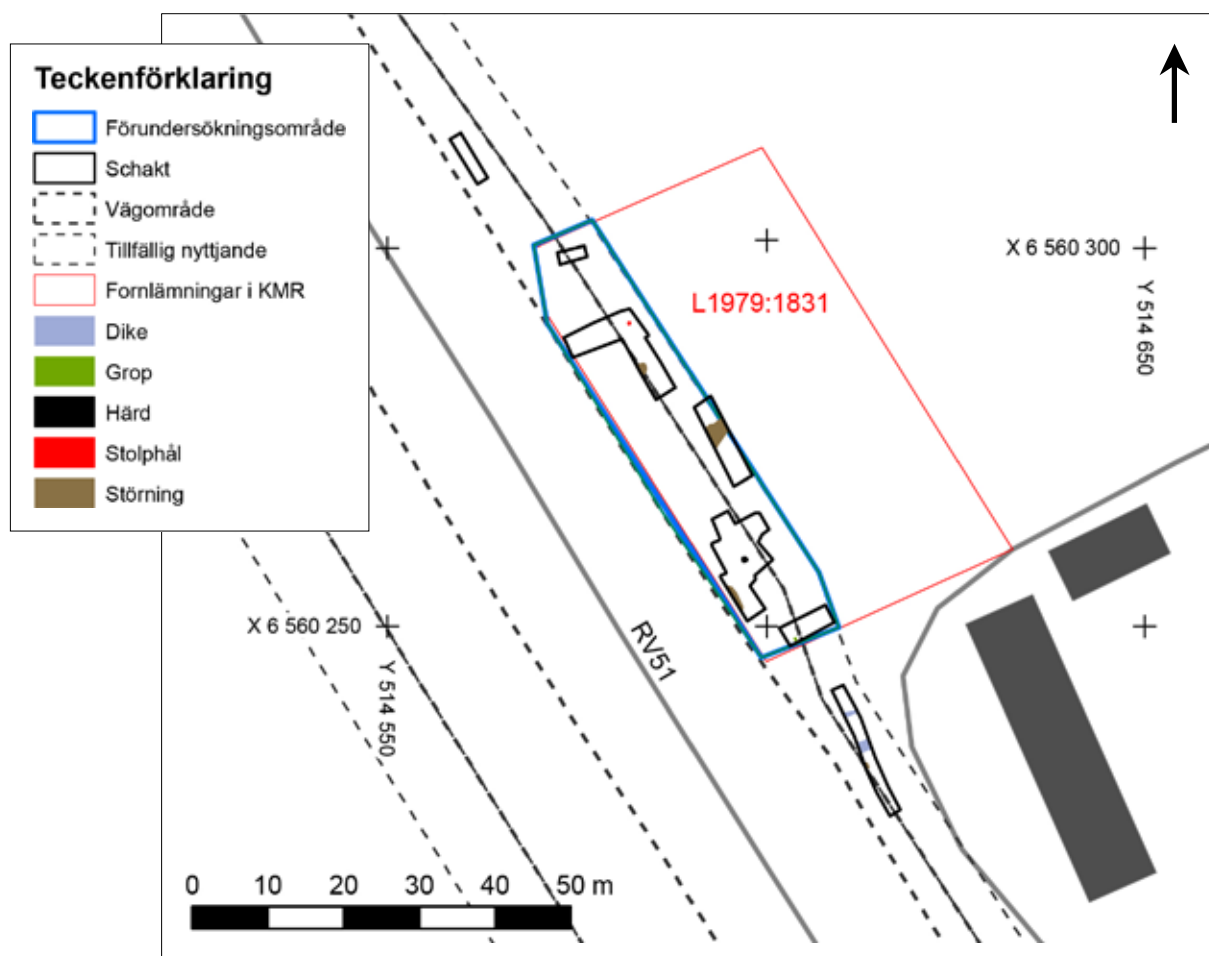 Teckenförklaring
Förundersökningsområde
Schakt
Vägområde
Tillfällig nyttjande
Fornlämningar i KMR
Dike
Grop
Härd
Stolphål
Störning
X 6 560 300
Y 514 650
L1979:1831
X 6 560 250
Y 514 550
RV51
0 10 20 30 40 50 m